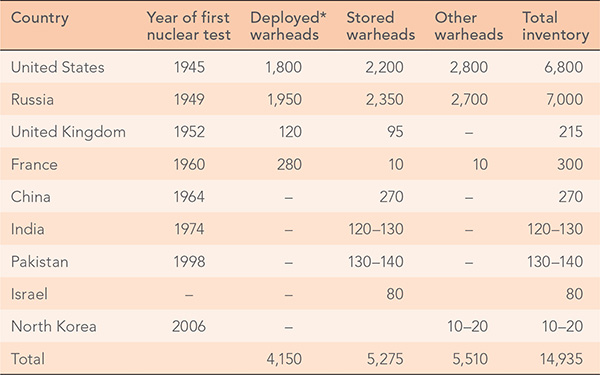 Country Year of first nuclear test Deployed* warheads Stored warheads Other warheads Total inventory
United States 1945 1,800 2,200 2,800 6,800
Russia 1949 1,950 2,350 2,700 7,000
United Kingdom 1952 120 95 – 215
France 1960 280 10 10 300
China 1964 – 270 270
India 1974 – 120–130 120–130
Pakistan 1998 – 130–140 130–140
Israel – – 80 80
North Korea 2006 – 10–20 10–20
Total 4,150 5,275 5,510 14,935